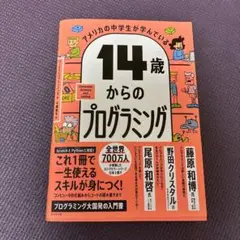 アメリカの中学生が学んでいる
14歳
からの
プログラミング
藤原和博氏
野田クリスタル氏
尾原和啓氏
全世界
700万人
これ1冊で
一生使える
スキルが身につく!
プログラミング大国発の入門書